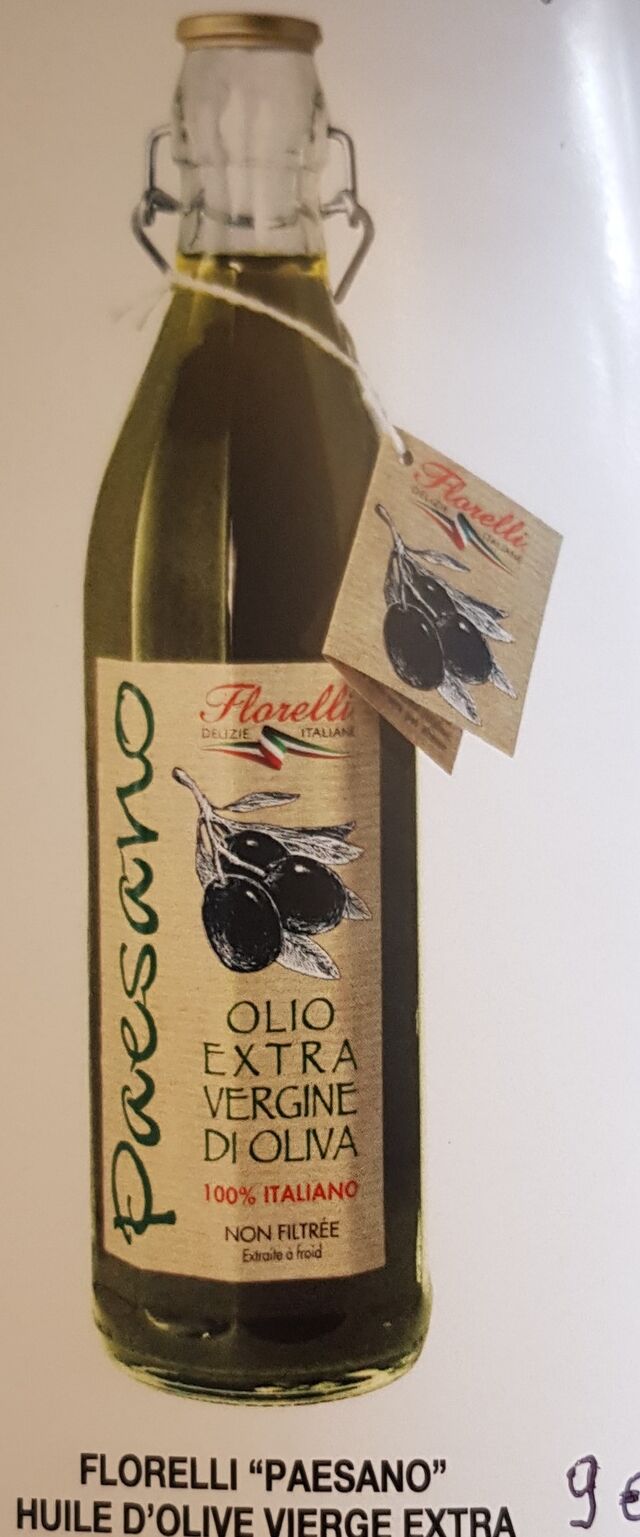 Florelli
DELIZIE ITALIANE
Paesano
Florelli
DELIZIE ITALIANE
OLIO
EXTRA
VERGINE
DI OLIVA
100% ITALIANO
NON FILTRÉE
Extraite à froid
FLORELLI “PAESANO”
HUILE D'OLIVE VIERGE EXTRA
9 €